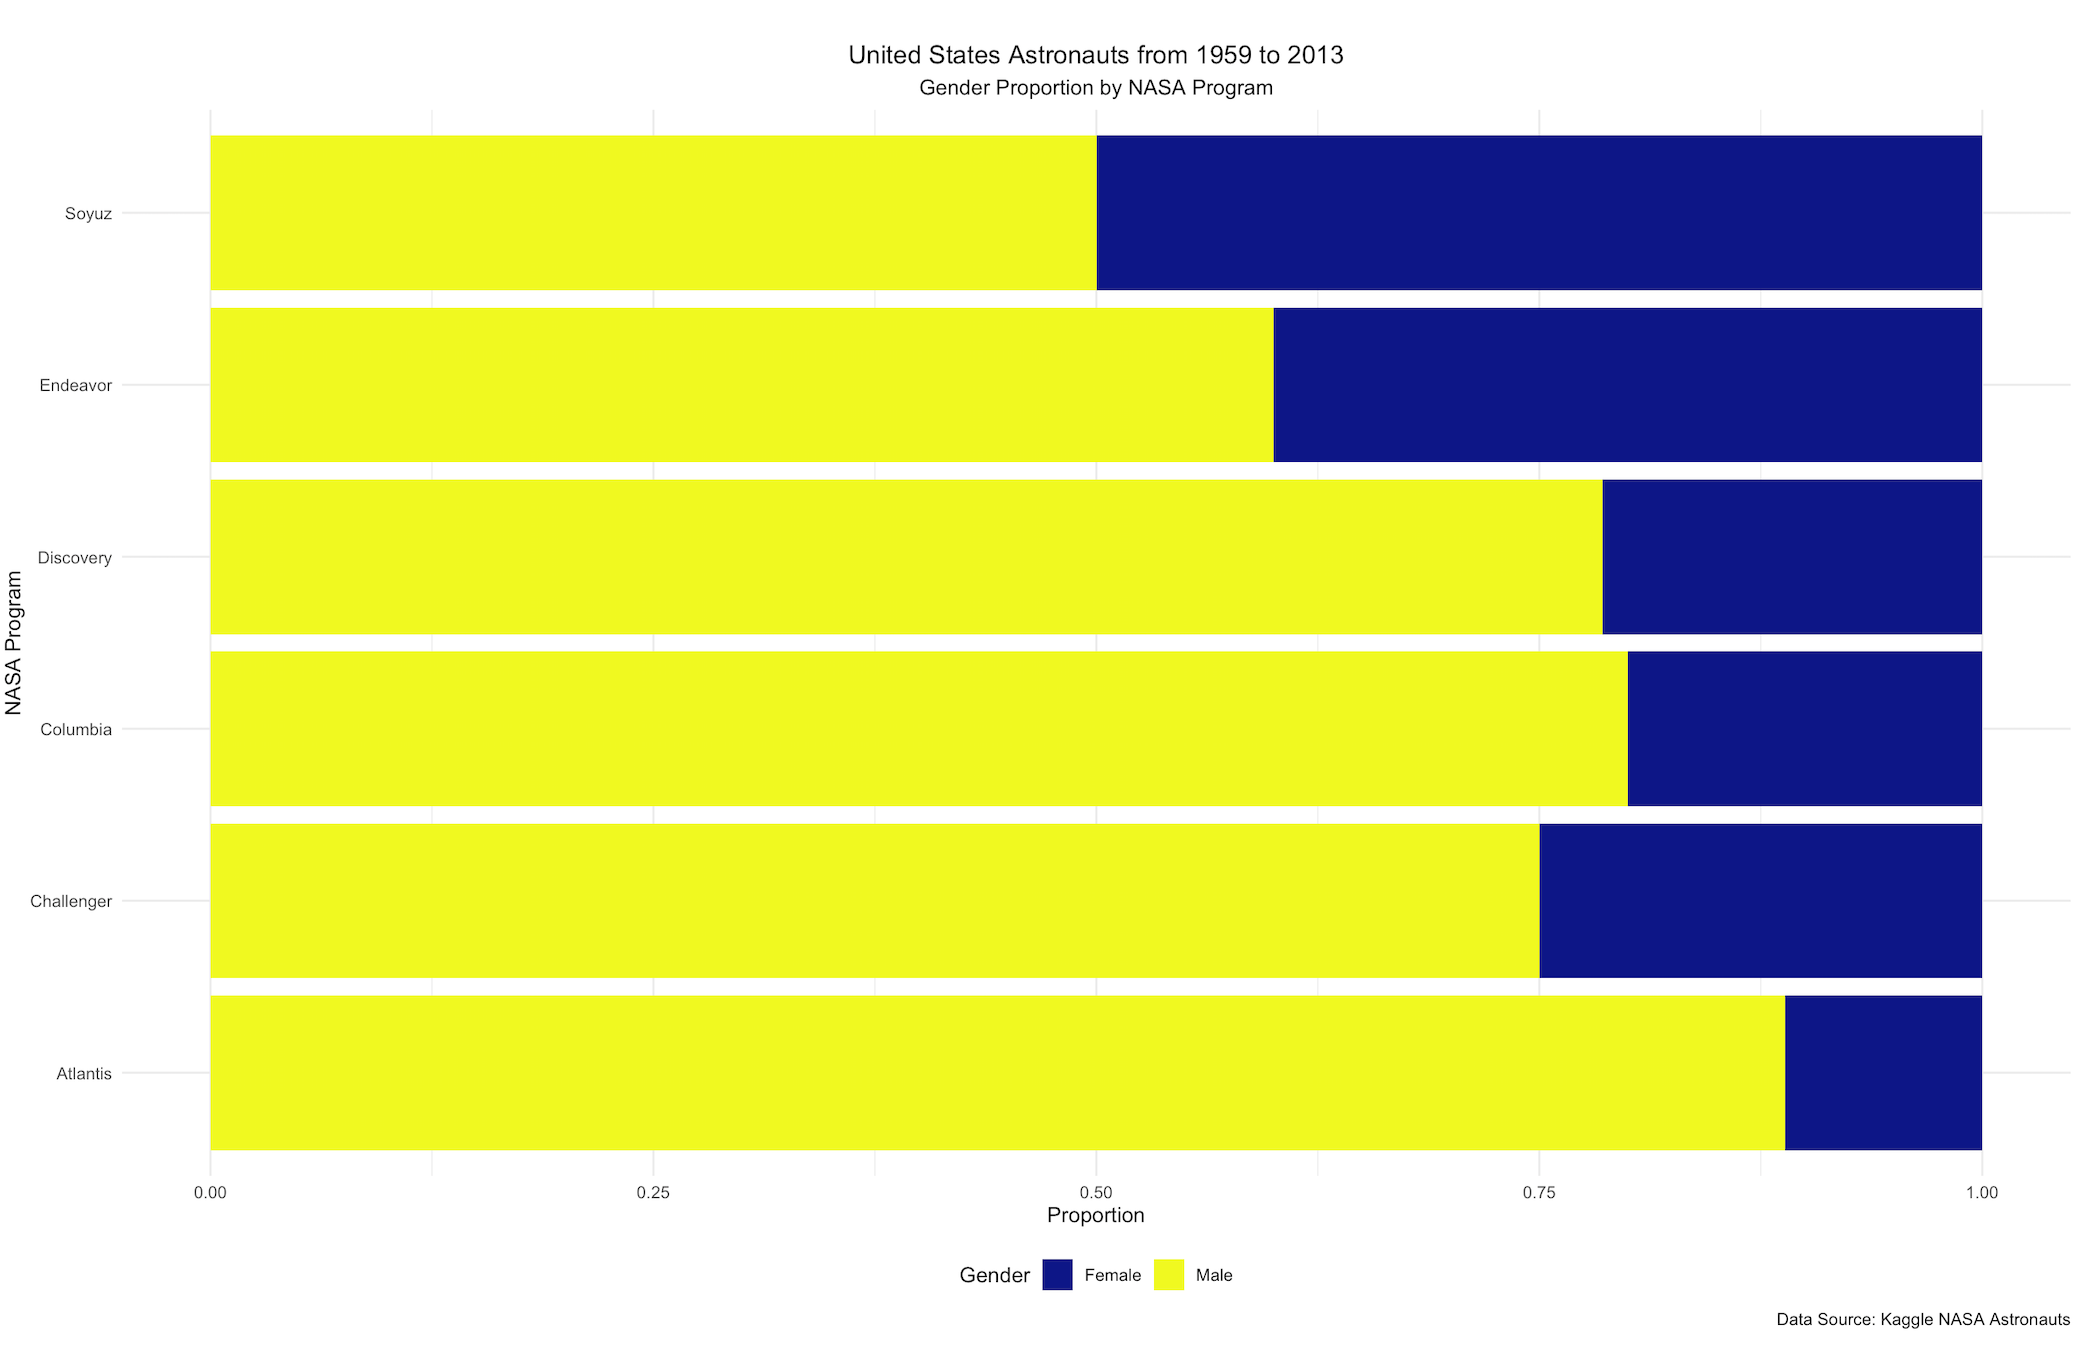 United States Astronauts from 1959 to 2013
Gender Proportion by NASA Program
NASA Program
Soyuz
Endeavor
Discovery
Columbia
Challenger
Atlantis
0.00 0.25 0.50 0.75 1.00
Proportion
Gender Female Male
Data Source: Kaggle NASA Astronauts